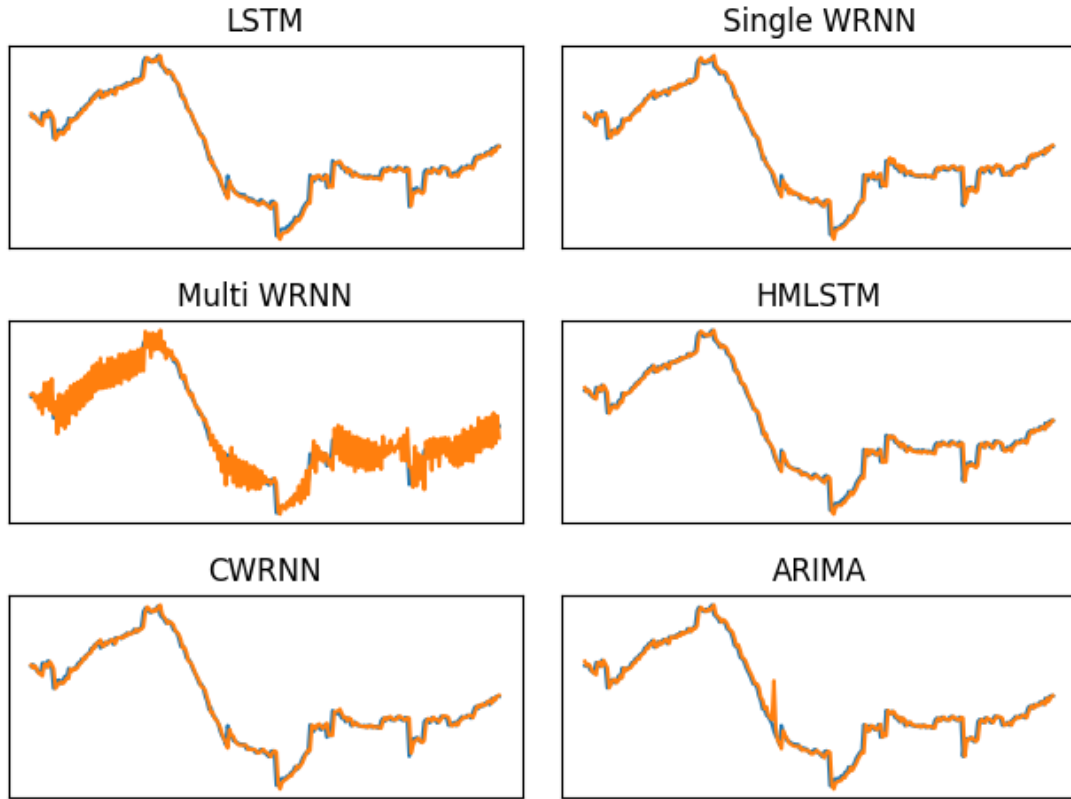 LSTM
Single WRNN
Multi WRNN
HMLSTM
CWRNN
ARIMA